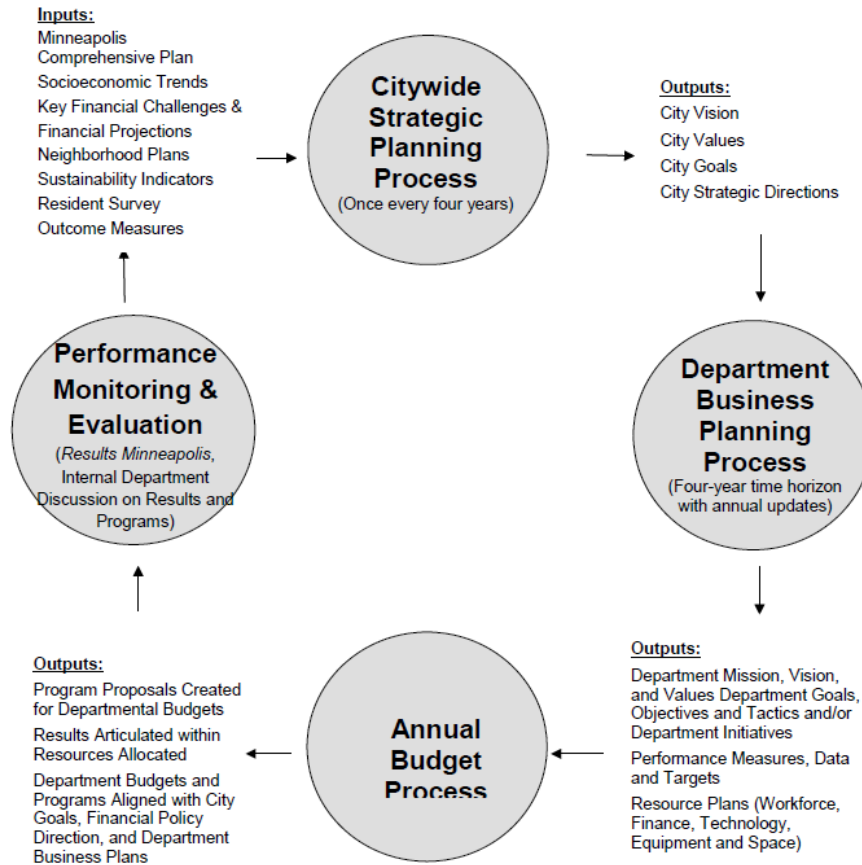 Inputs:
Minneapolis
Comprehensive Plan
Socioeconomic Trends
Key Financial Challenges &
Financial Projections
Neighborhood Plans
Sustainability Indicators
Resident Survey
Outcome Measures
Citywide
Strategic
Planning
Process
(Once every four years)
Outputs:
City Vision
City Values
City Goals
City Strategic Directions
Department
Business
Planning
Process
(Four-year time horizon
with annual updates)
Outputs:
Department Mission, Vision,
and Values Department Goals,
Objectives and Tactics and/or
Department Initiatives
Performance Measures, Data
and Targets
Resource Plans (Workforce,
Finance, Technology,
Equipment and Space)
Annual
Budget
Process
Outputs:
Program Proposals Created
for Departmental Budgets
Results Articulated within
Resources Allocated
Department Budgets and
Programs Aligned with City
Goals, Financial Policy
Direction, and Department
Business Plans
Performance
Monitoring &
Evaluation
(Results Minneapolis,
Internal Department
Discussion on Results and
Programs)